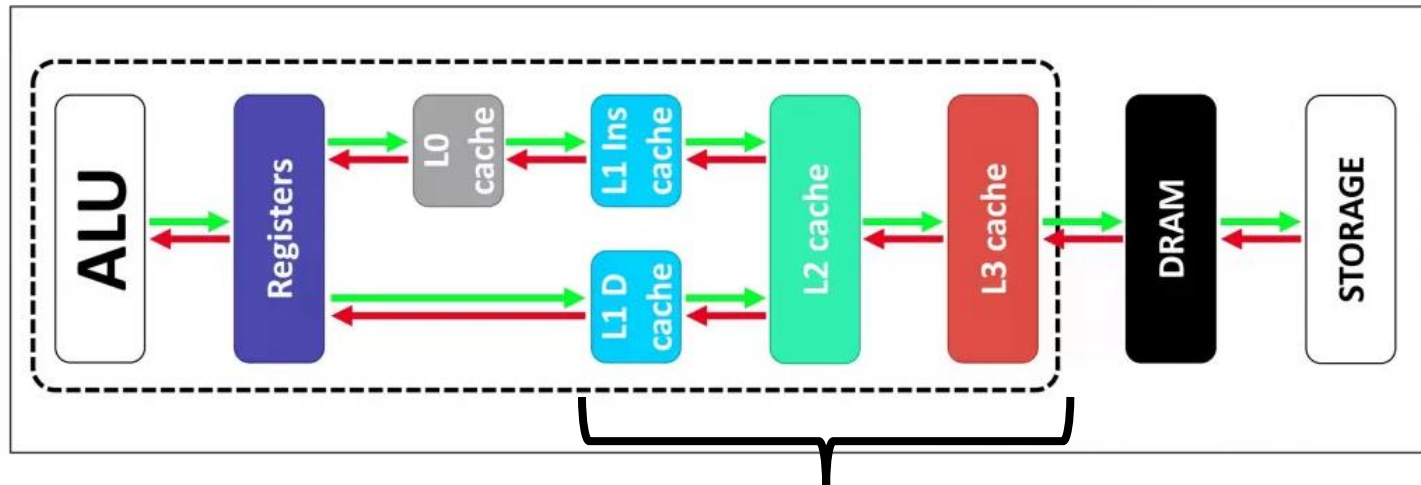 ALU
Registers
L0
cache
L1 Ins
cache
L1 D
cache
L2 cache
L3 cache
DRAM
STORAGE